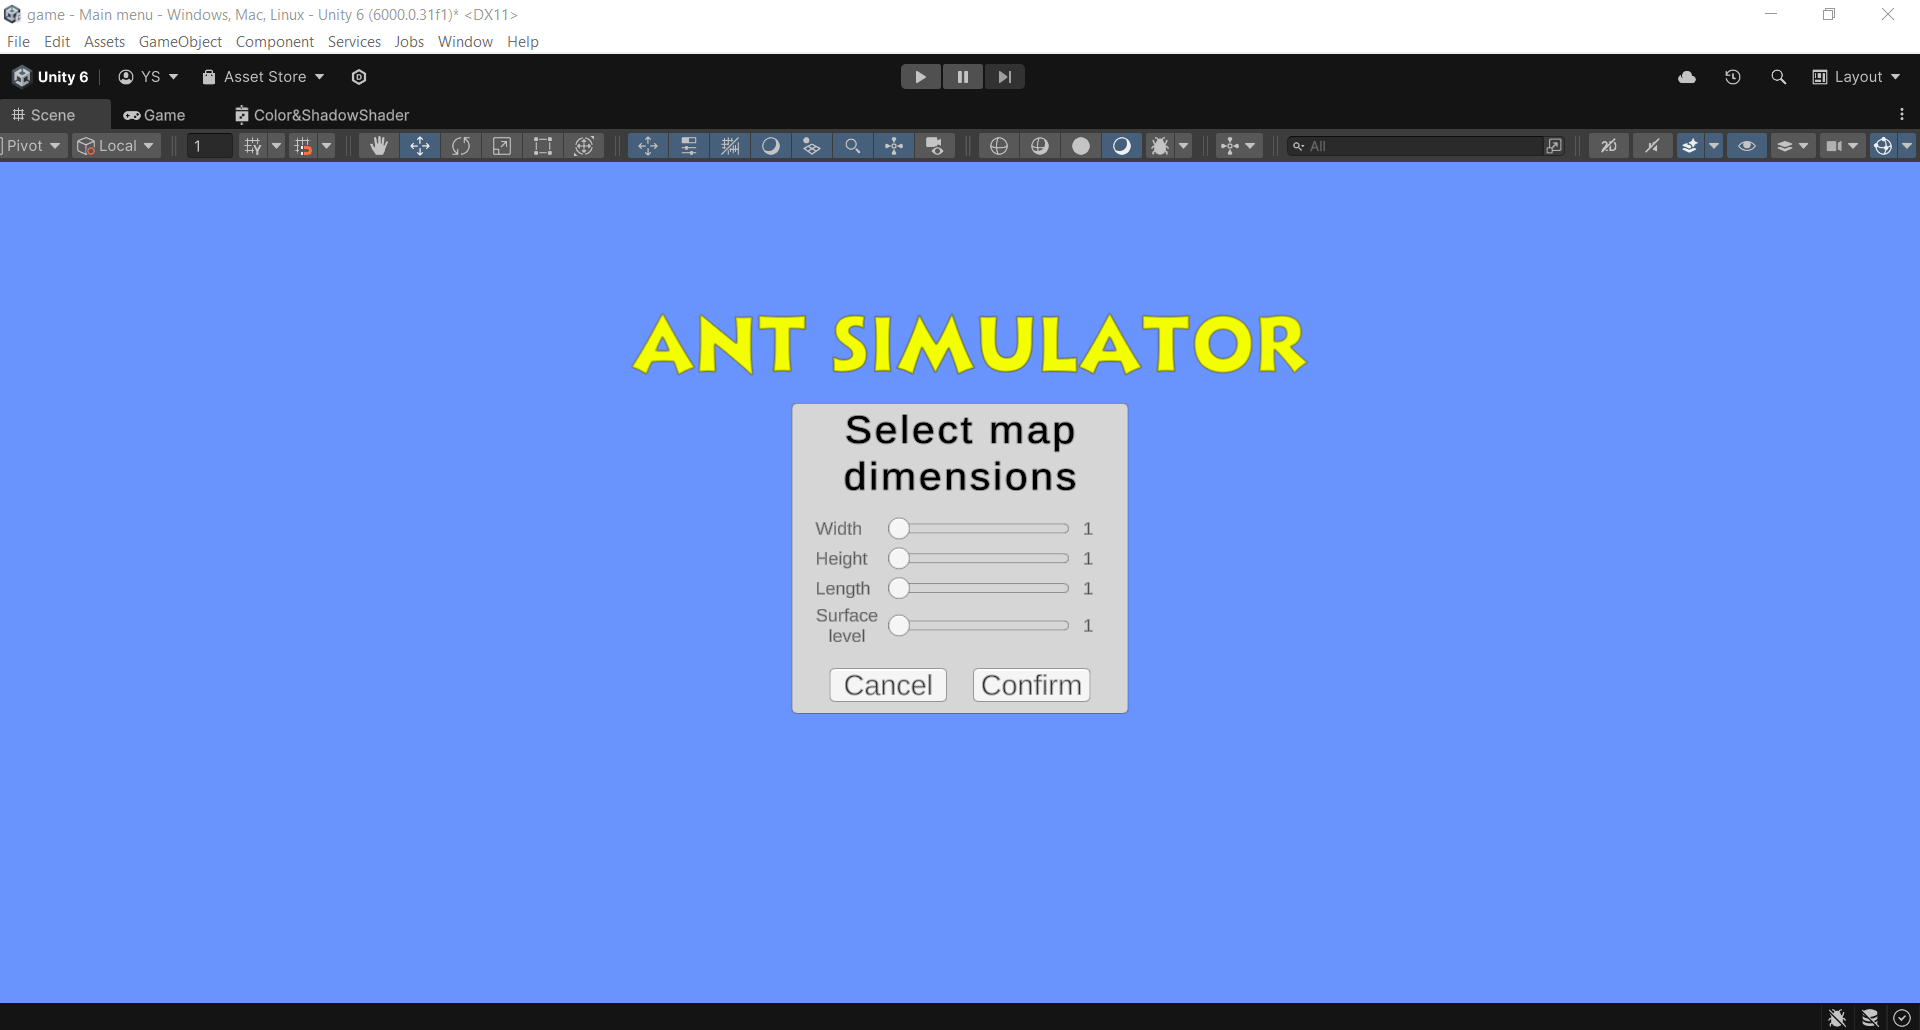 game - Main menu - Windows, Mac, Linux - Unity 6 (6000.0.31f1)* <DX11>
File Edit Assets GameObject Component Services Jobs Window Help
Unity 6 YS Asset Store Layout
Scene Game Color&ShadowShader
Pivot Local 1 All 2D
ANT SIMULATOR
Select map
dimensions
Width 1
Height 1
Length 1
Surface
level 1
Cancel Confirm